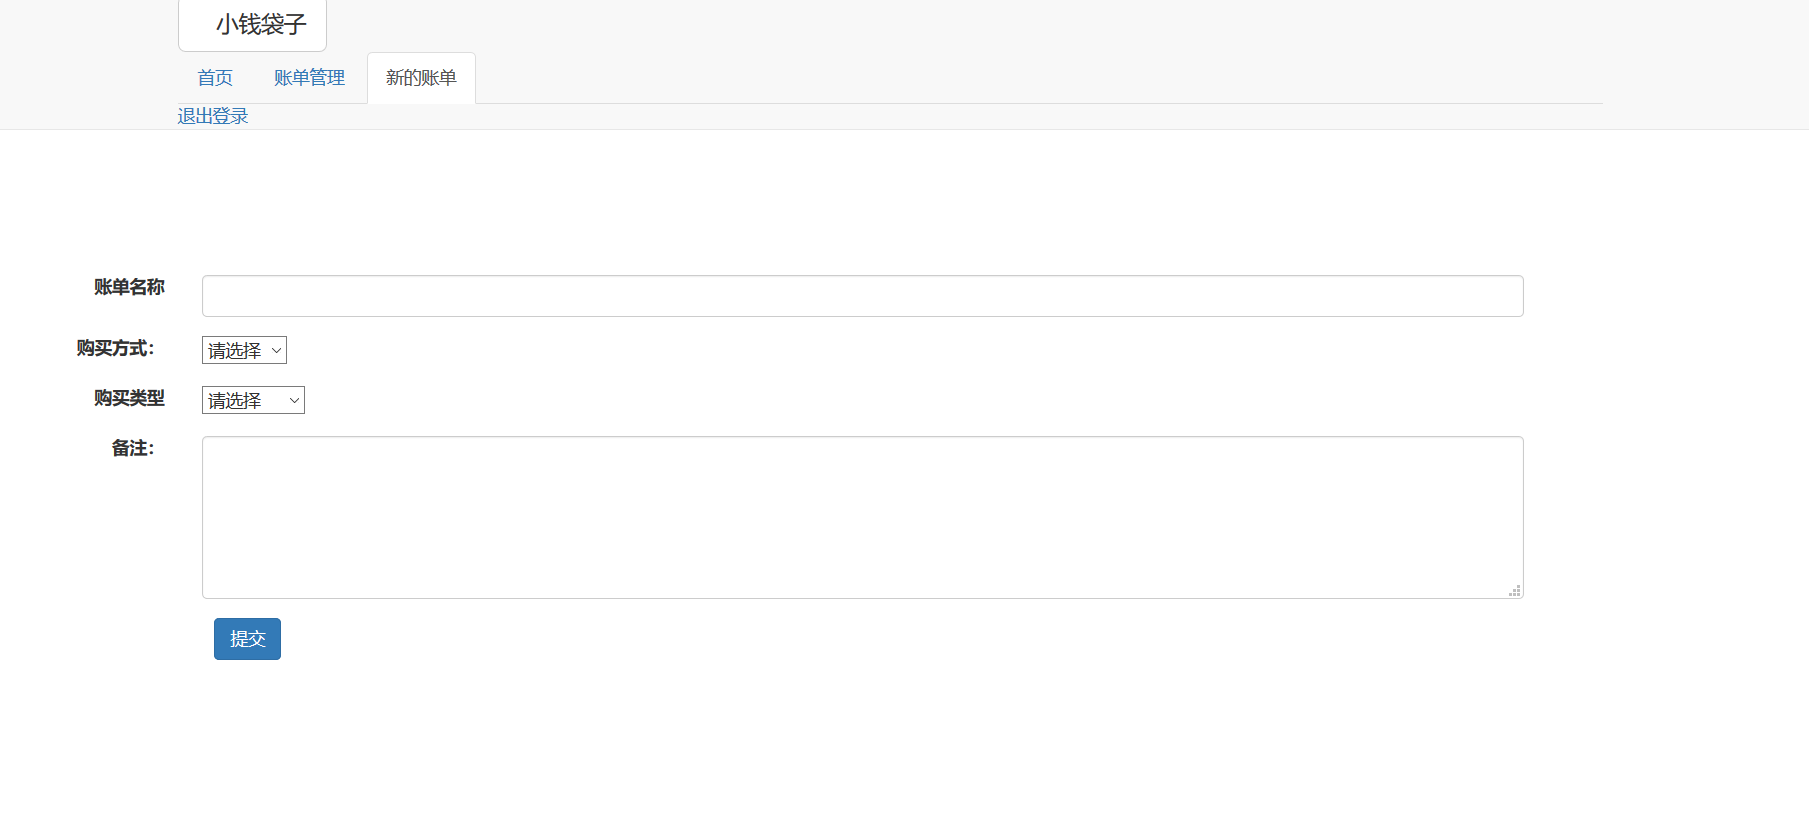 小钱袋子
首页 账单管理 新的账单
退出登录
账单名称
购买方式： 请选择
购买类型 请选择
备注：
提交